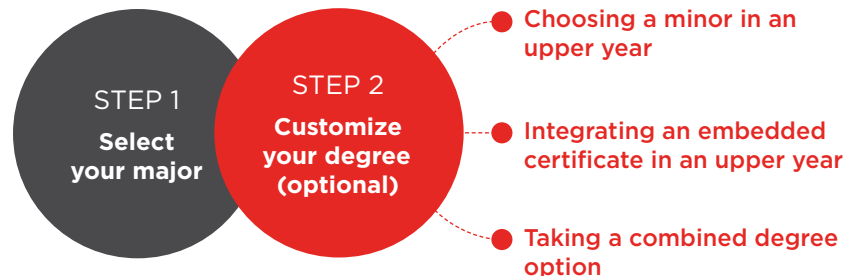 STEP 1
Select
your major
STEP 2
Customize
your degree
(optional)
Choosing a minor in an
upper year
Integrating an embedded
certificate in an upper year
Taking a combined degree
option